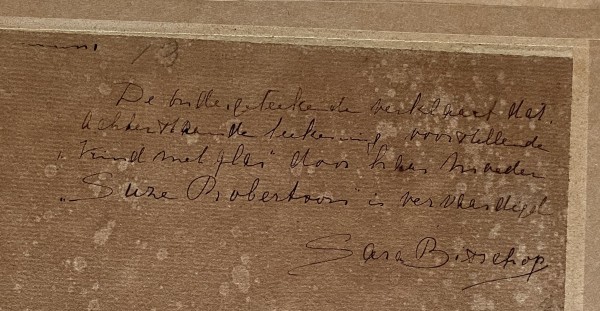 13
De ondergeteekende verklaart dat
achterstaande teekening voorstellende
"Kind met glas" door haar moeder
"Suze Robertson" is vervaardigd
Sara Bisschop